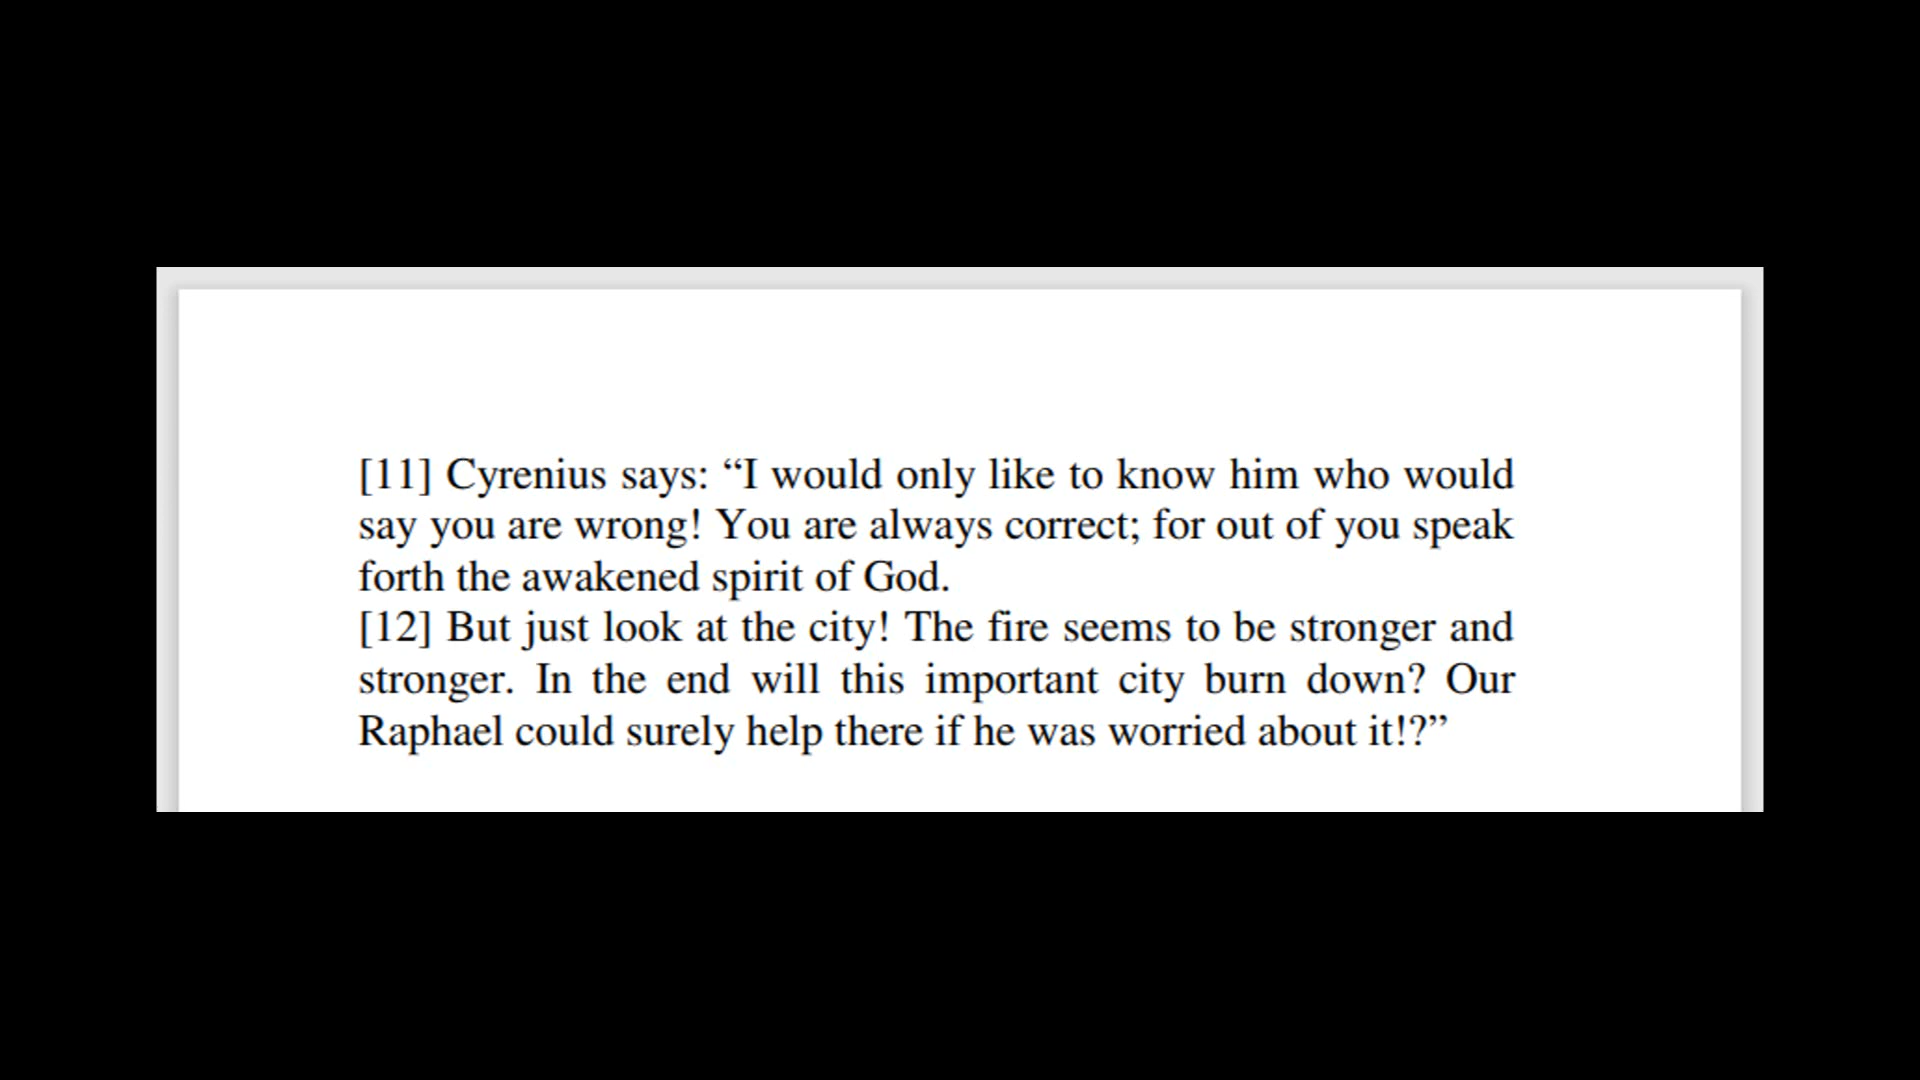 [11] Cyrenius says: “I would only like to know him who would
say you are wrong! You are always correct; for out of you speak
forth the awakened spirit of God.
[12] But just look at the city! The fire seems to be stronger and
stronger. In the end will this important city burn down? Our
Raphael could surely help there if he was worried about it!?”